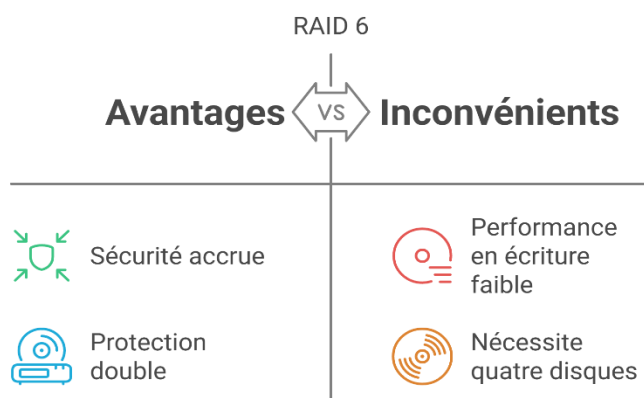 RAID 6
Avantages VS Inconvénients
Sécurité accrue
Performance
en écriture
faible
Protection
double
Nécessite
quatre disques